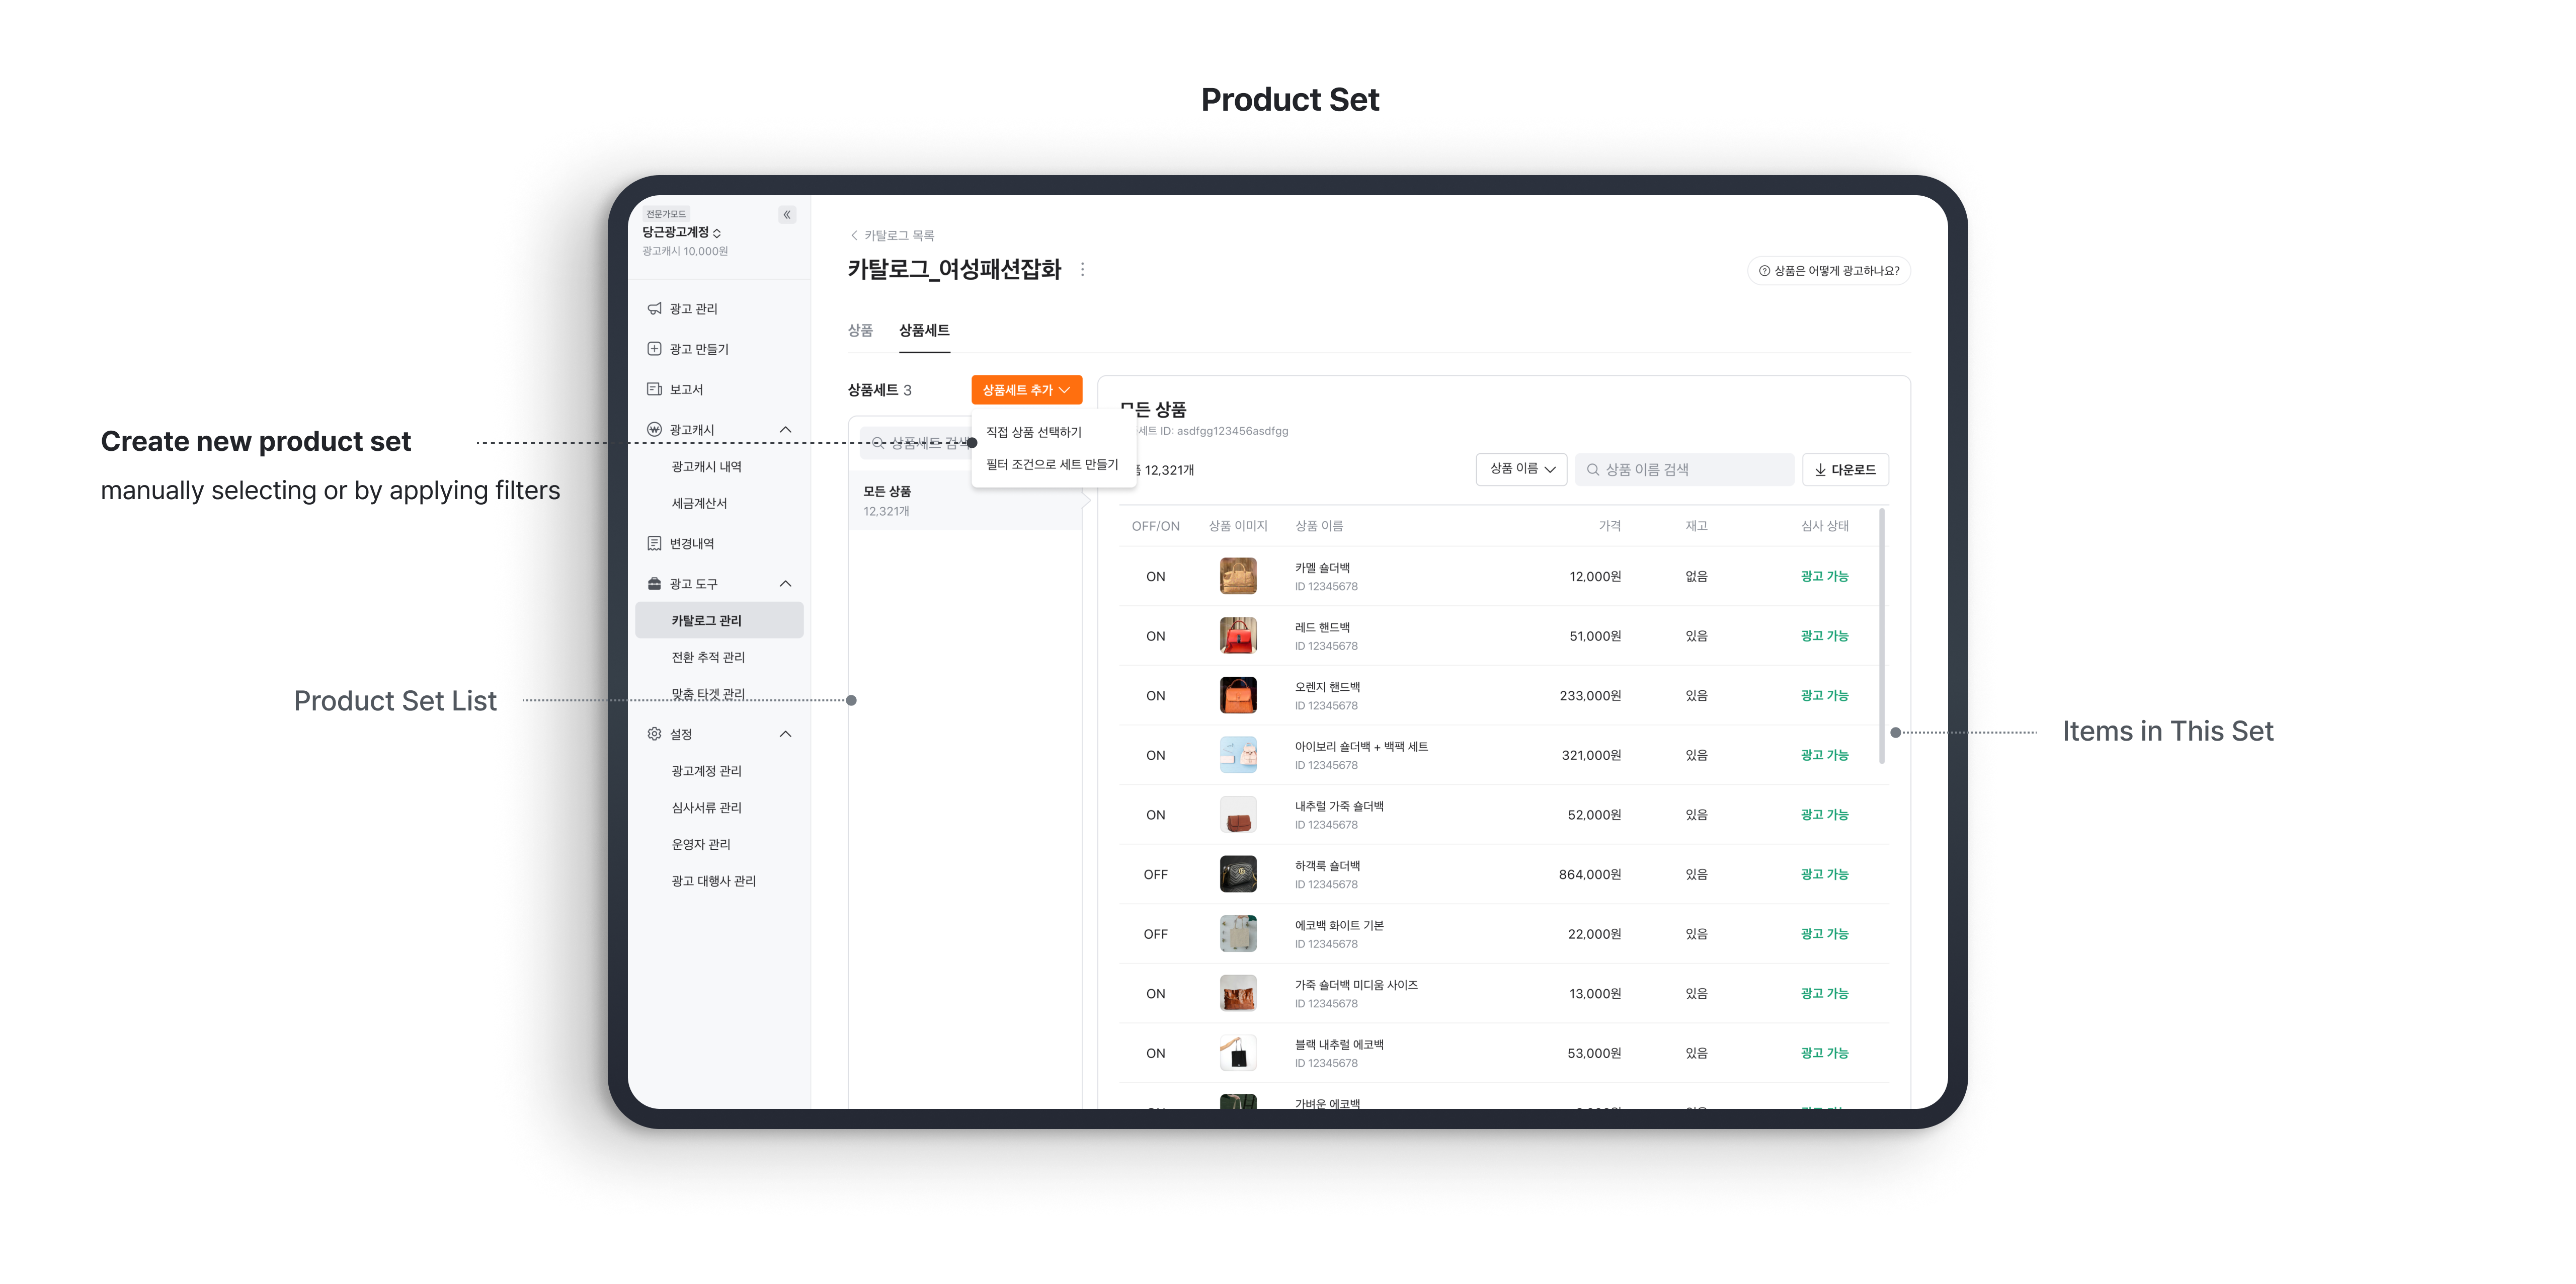 Product Set
전문가모드
당근광고계정
광고캐시 10,000원
광고 관리
광고 만들기
보고서
광고캐시
광고캐시 내역
세금계산서
변경내역
광고 도구
카탈로그 관리
전환 추적 관리
맞춤 타겟 관리
설정
광고계정 관리
심사서류 관리
운영자 관리
광고 대행사 관리
카탈로그 목록
카탈로그_여성패션잡화
상품은 어떻게 광고하나요?
상품 상품세트
상품세트 3
상품세트 추가
직접 상품 선택하기
필터 조건으로 세트 만들기
상품세트 검색
모든 상품
12,321개
모든 상품
세트 ID: asdfgg123456asdfgg
12,321개
상품 이름
상품 이름 검색
다운로드
OFF/ON 상품 이미지 상품 이름 가격 재고 심사 상태
ON 카멜 숄더백 12,000원 없음 광고 가능
ID 12345678
ON 레드 핸드백 51,000원 있음 광고 가능
ID 12345678
ON 오렌지 핸드백 233,000원 있음 광고 가능
ID 12345678
ON 아이보리 숄더백 + 백팩 세트 321,000원 있음 광고 가능
ID 12345678
ON 내추럴 가죽 숄더백 52,000원 있음 광고 가능
ID 12345678
OFF 하객룩 숄더백 864,000원 있음 광고 가능
ID 12345678
OFF 에코백 화이트 기본 22,000원 있음 광고 가능
ID 12345678
ON 가죽 숄더백 미디움 사이즈 13,000원 있음 광고 가능
ID 12345678
ON 블랙 내추럴 에코백 53,000원 있음 광고 가능
ID 12345678
가벼운 에코백
Create new product set
manually selecting or by applying filters
Product Set List
Items in This Set